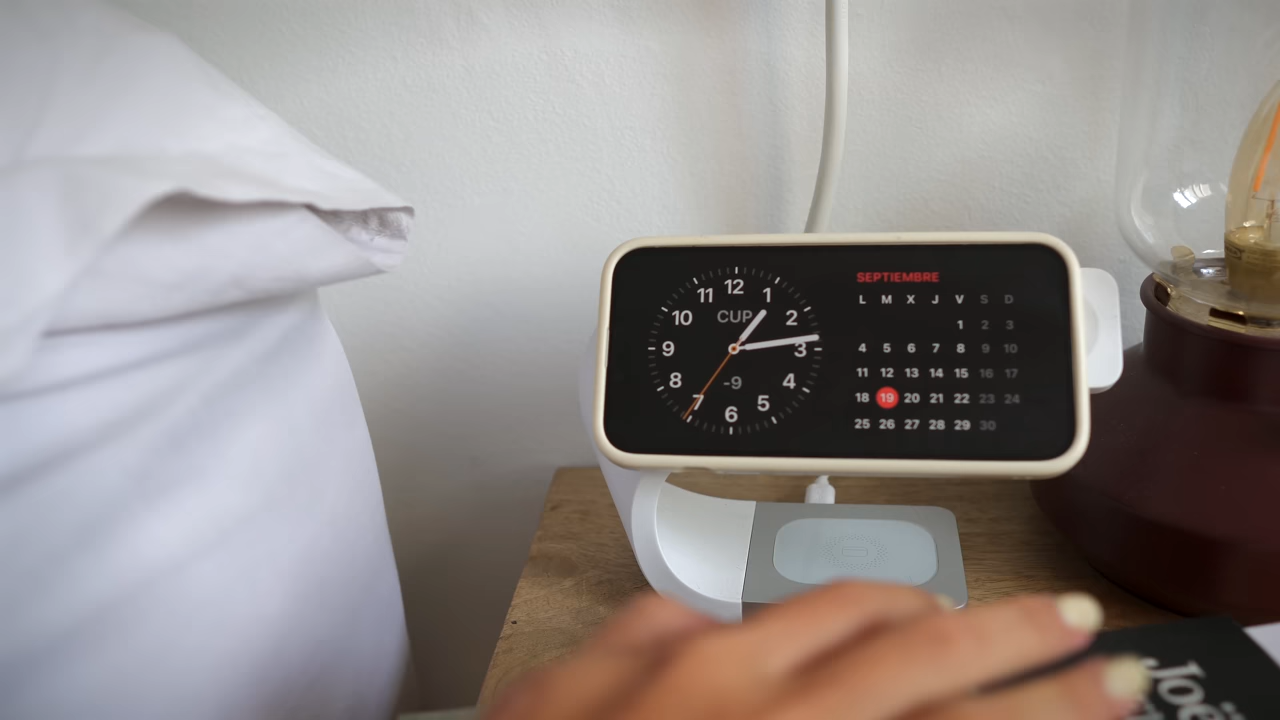 12
11 1
10 CUP 2
9 3
8 -9 4
7 5
6
SEPTIEMBRE
L M X J V S D
1 2 3
4 5 6 7 8 9 10
11 12 13 14 15 16 17
18 19 20 21 22 23 24
25 26 27 28 29 30